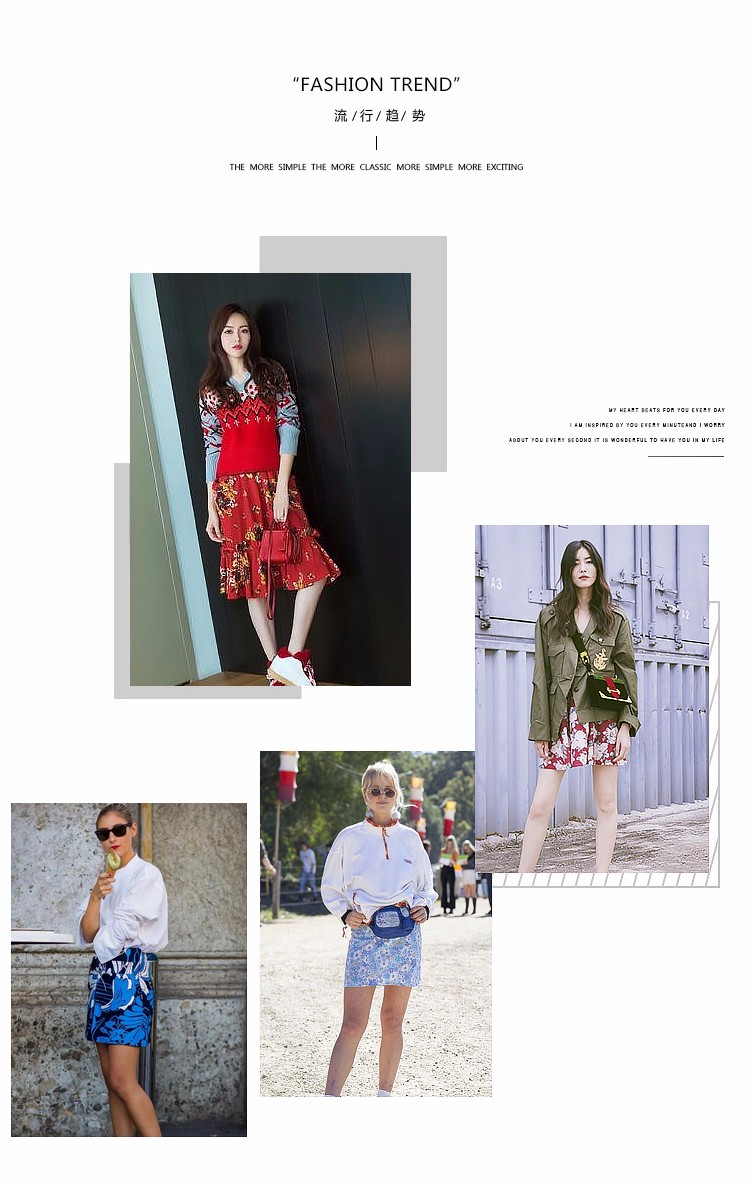 “FASHION TREND”
流/行/趋/势
THE MORE SIMPLE THE MORE CLASSIC MORE SIMPLE MORE EXCITING
MY HEART BEATS FOR YOU EVERY DAY
I AM INSPIRED BY YOU EVERY MINUTEAND I WORRY
ABOUT YOU EVERY SECOND IT IS WONDERFUL TO HAVE YOU IN MY LIFE
A3